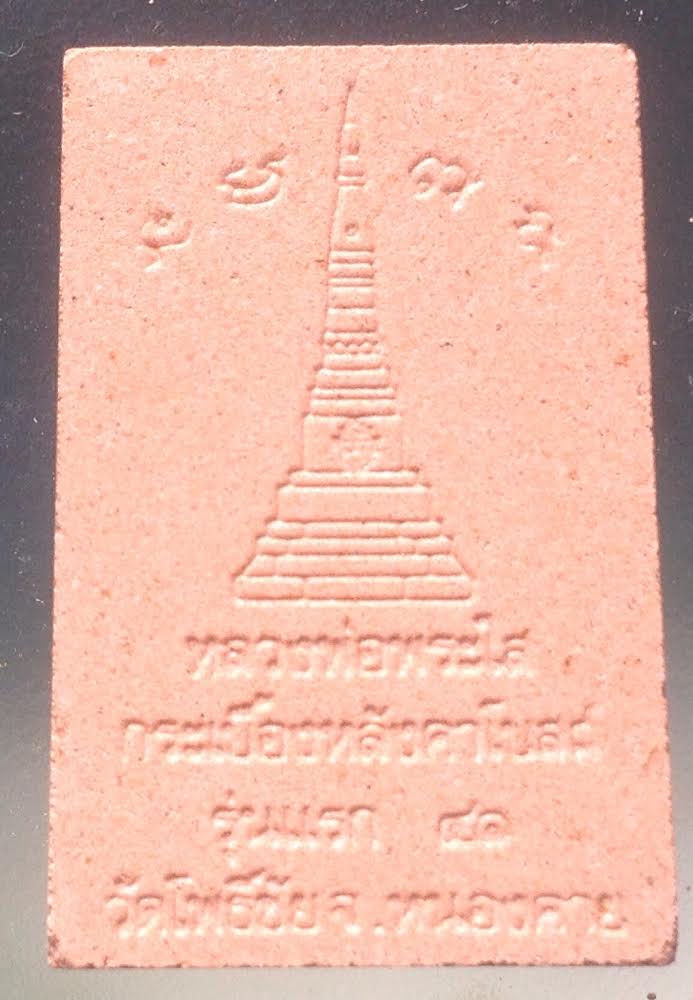 หลวงพ่อพระใส
กระเบื้องหลังคาโบสถ์
รุ่นแรก ๘๑
วัดโพธิ์ชัย จ.หนองคาย